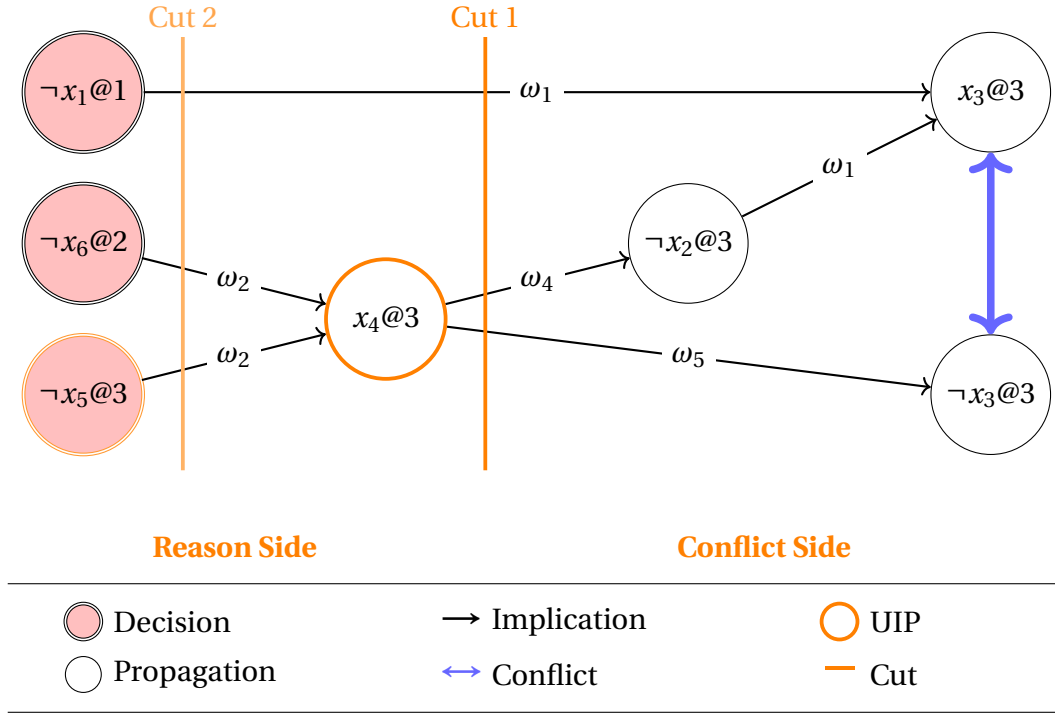 Cut 2 Cut 1
¬x₁@1 ω₁ x₃@3
ω₁
¬x₆@2 ¬x₂@3
ω₂ ω₄
x₄@3
ω₂ ω₅
¬x₅@3 ¬x₃@3
Reason Side Conflict Side
Decision Implication UIP
Propagation Conflict Cut